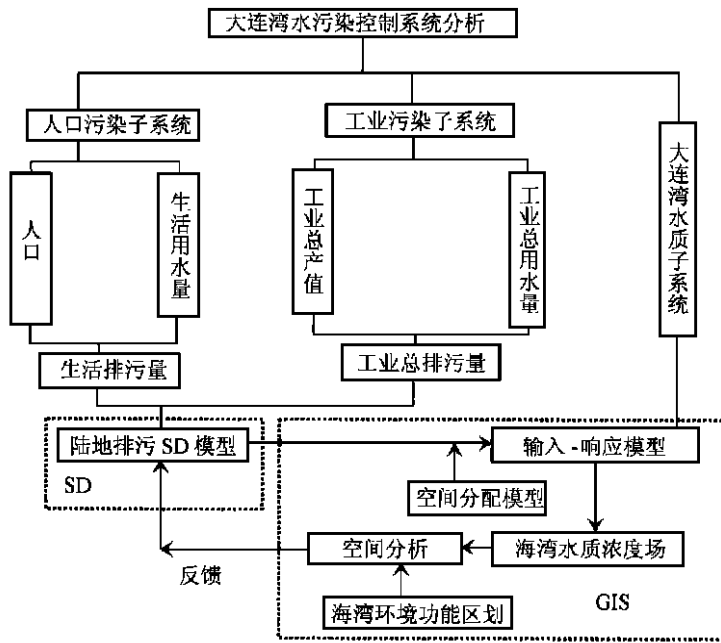 大连湾水污染控制系统分析
人口污染子系统
工业污染了系统
大连湾水质子系统
人口
生活用水量
工业总产值
工业总用水量
生活排污量
工业总排污量
陆地排污 SD 模型
输入-响应模型
SD
空间分配模型
空间分析
海湾水质浓度场
反馈
海湾环境功能区划
GIS